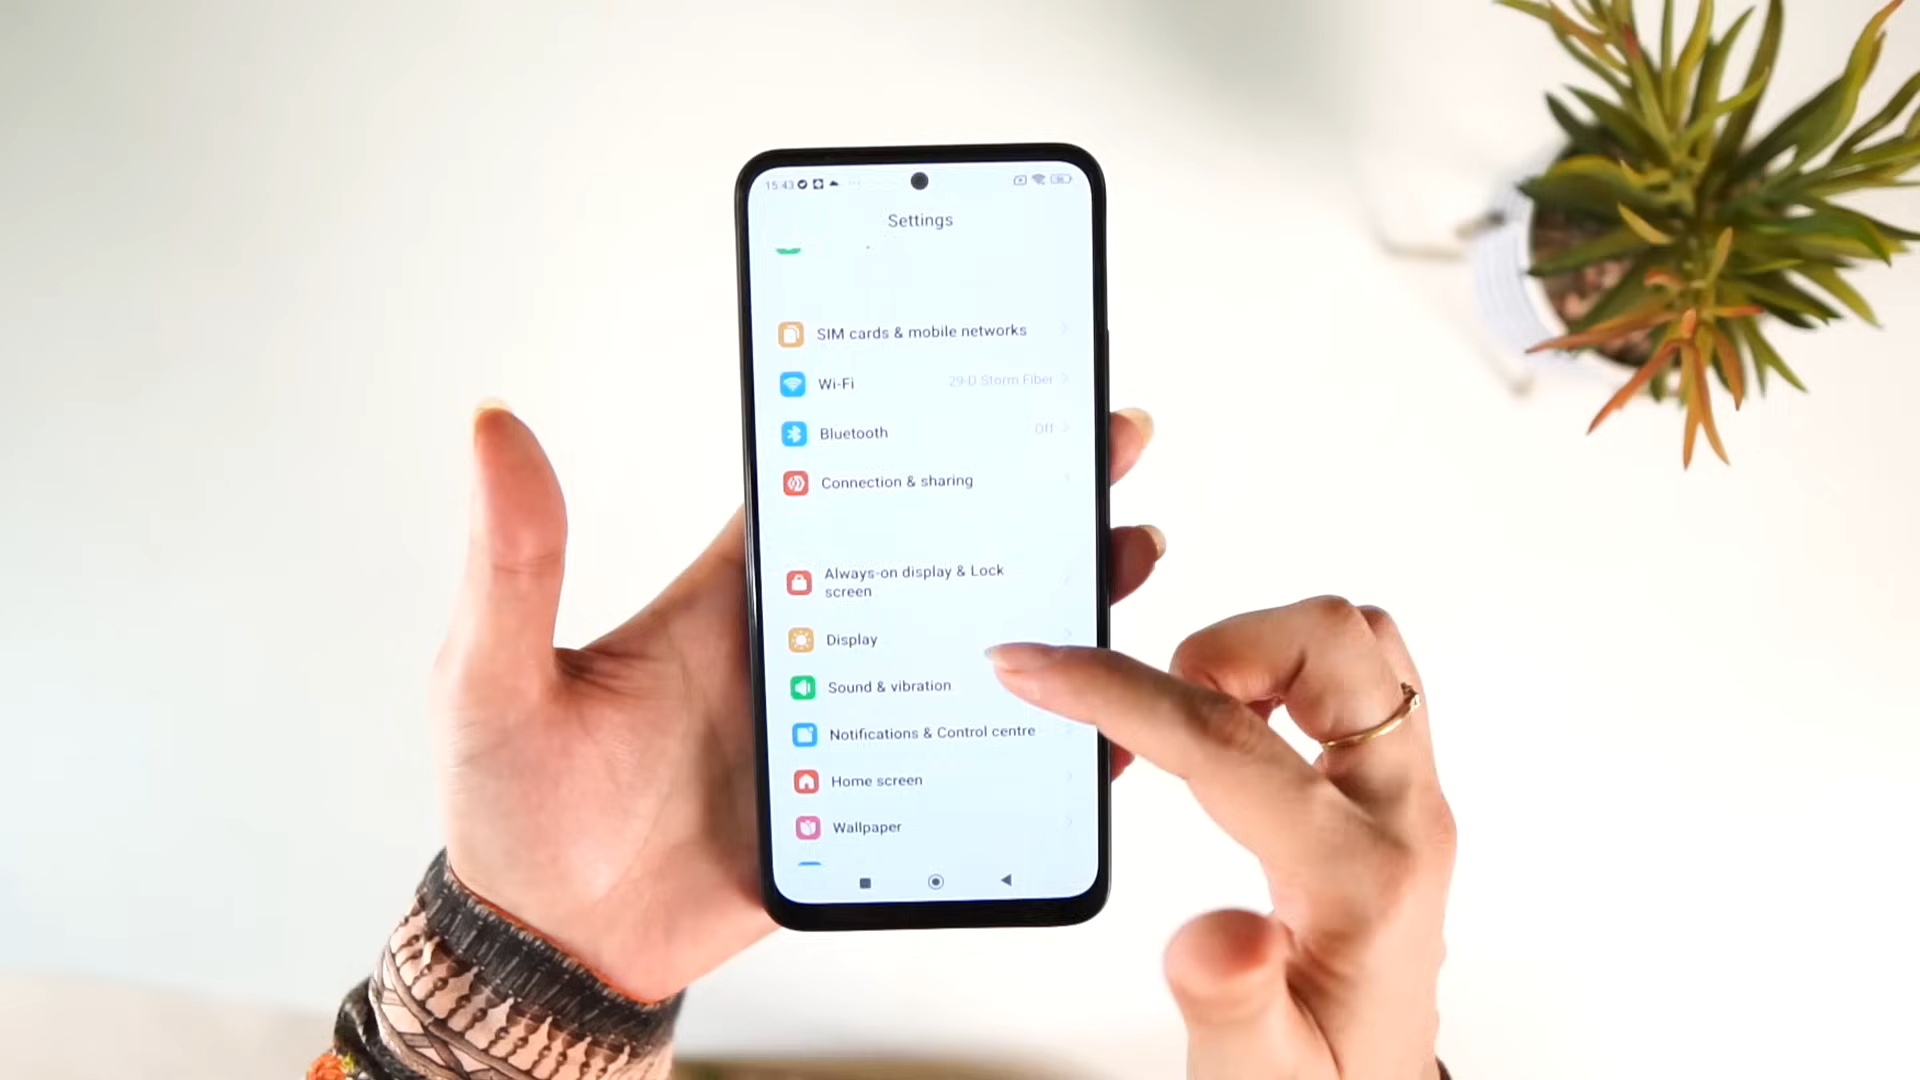 15:43
Settings
SIM cards & mobile networks
Wi-Fi 29-D Storm Fiber
Bluetooth Off
Connection & sharing
Always-on display & Lock
screen
Display
Sound & vibration
Notifications & Control centre
Home screen
Wallpaper